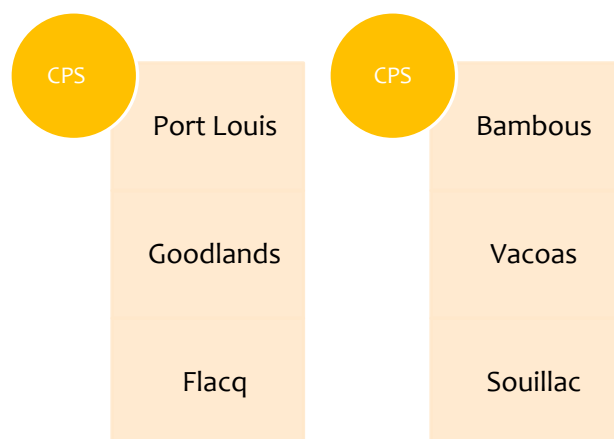 CPS
Port Louis
Goodlands
Flacq
CPS
Bambous
Vacoas
Souillac